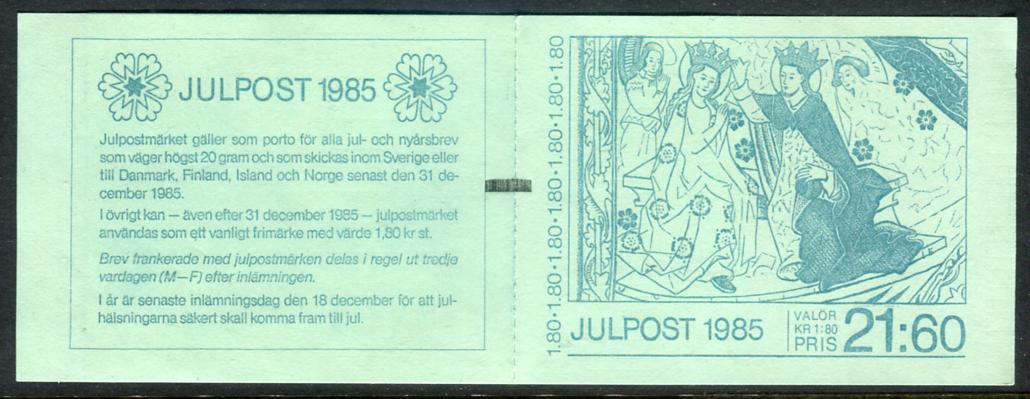 JULPOST 1985
Julpostmärket gäller som porto för alla jul- och nyårsbrev
som väger högst 20 gram och som skickas inom Sverige eller
till Danmark, Finland, Island och Norge senast den 31 de-
cember 1985.
I övrigt kan — även efter 31 december 1985 — julpostmärket
användas som ett vanligt frimärke med värde 1,80 kr st.
Brev frankerade med julpostmärken delas i regel ut tredje
vardagen (M—F) efter inlämningen.
I år är senaste inlämningsdag den 18 december för att jul-
hälsningarna säkert skall komma fram till jul.
1.80·1.80·1.80·1.80·1.80·1.80·1.80
JULPOST 1985
VALÖR
KR 1:80
PRIS
21:60